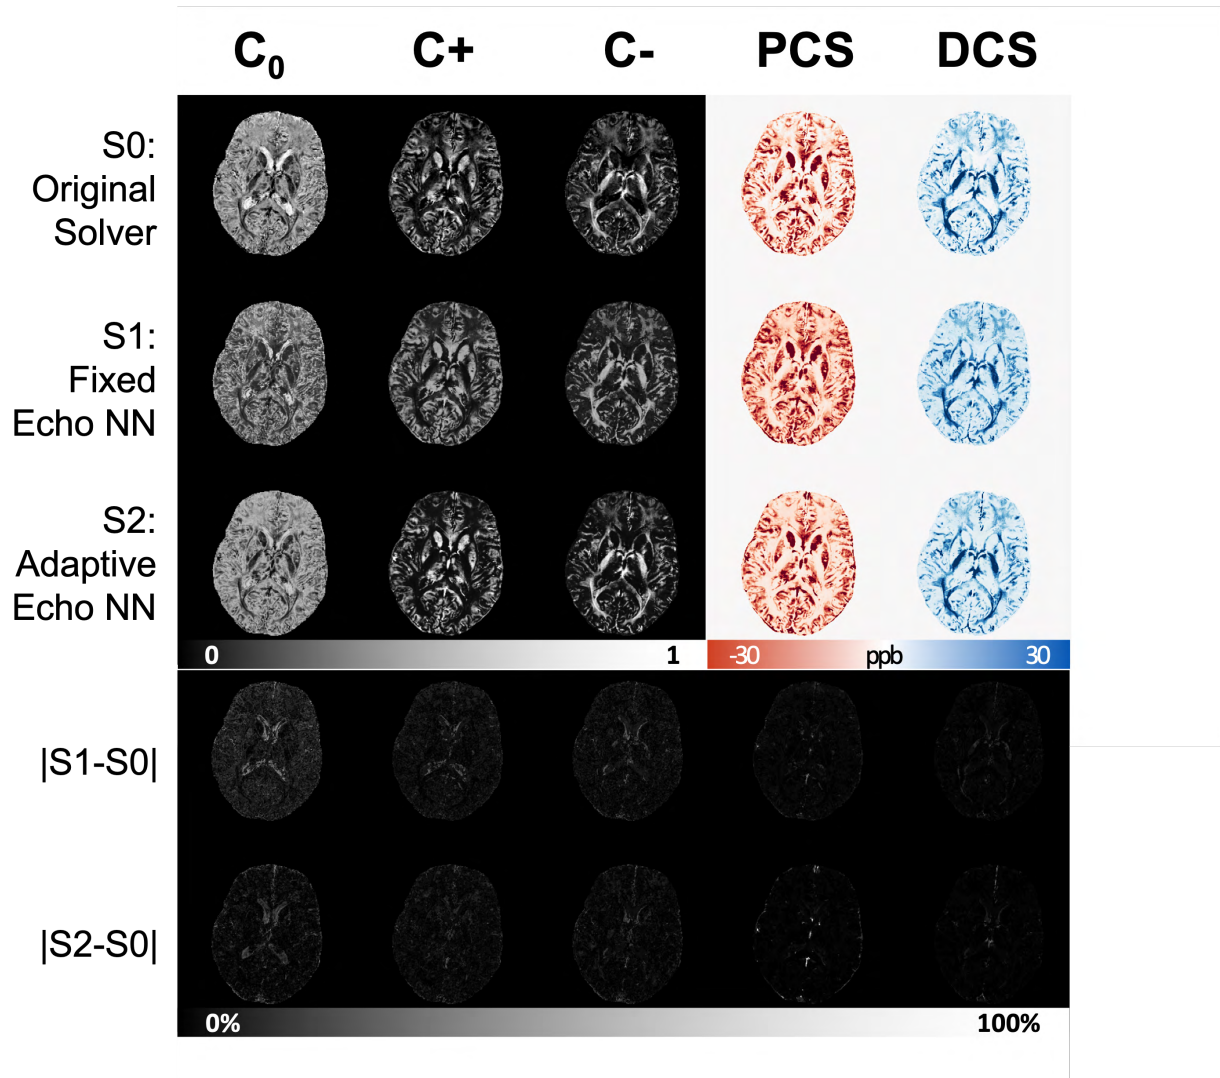 C₀ C+ C- PCS DCS
S0:
Original
Solver
S1:
Fixed
Echo NN
S2:
Adaptive
Echo NN
0 1 -30 ppb 30
|S1-S0|
|S2-S0|
0% 100%